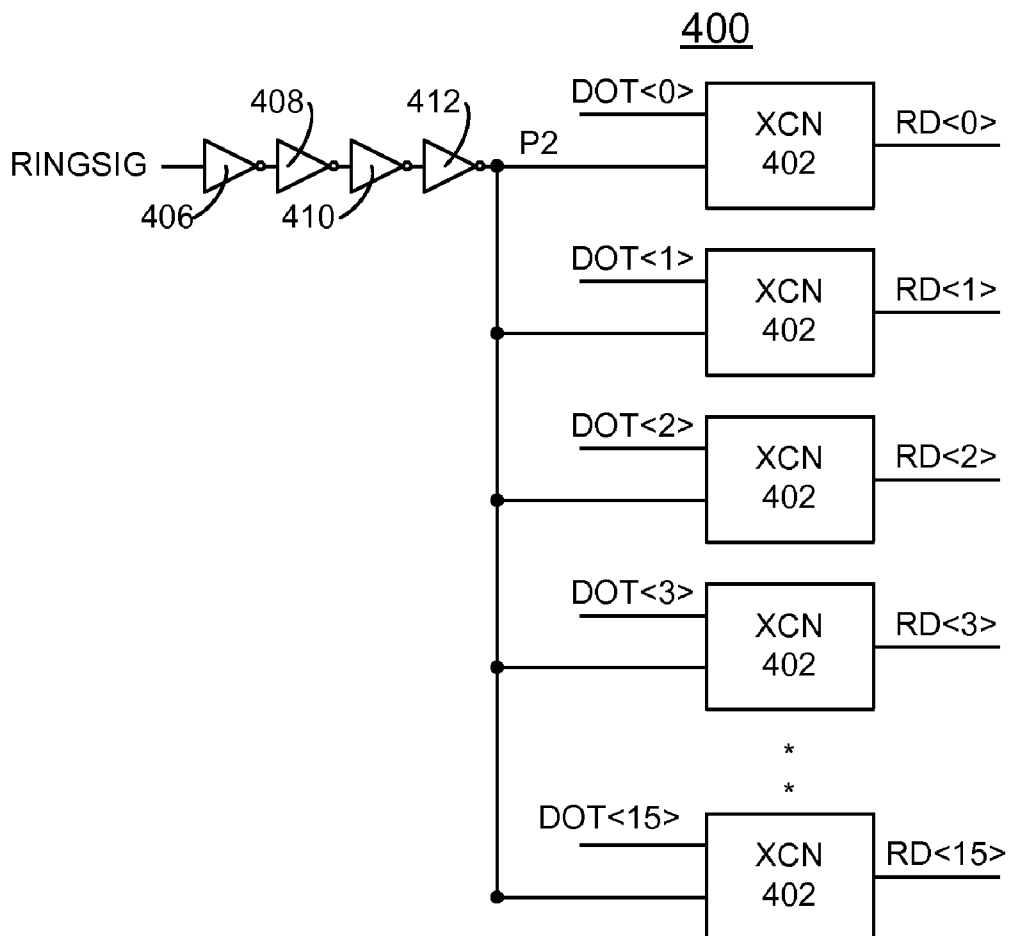 400
408
412
RINGSIG
406
410
P2
DOT<0>
XCN
402
RD<0>
DOT<1>
XCN
402
RD<1>
DOT<2>
XCN
402
RD<2>
DOT<3>
XCN
402
RD<3>
*
*
DOT<15>
XCN
402
RD<15>